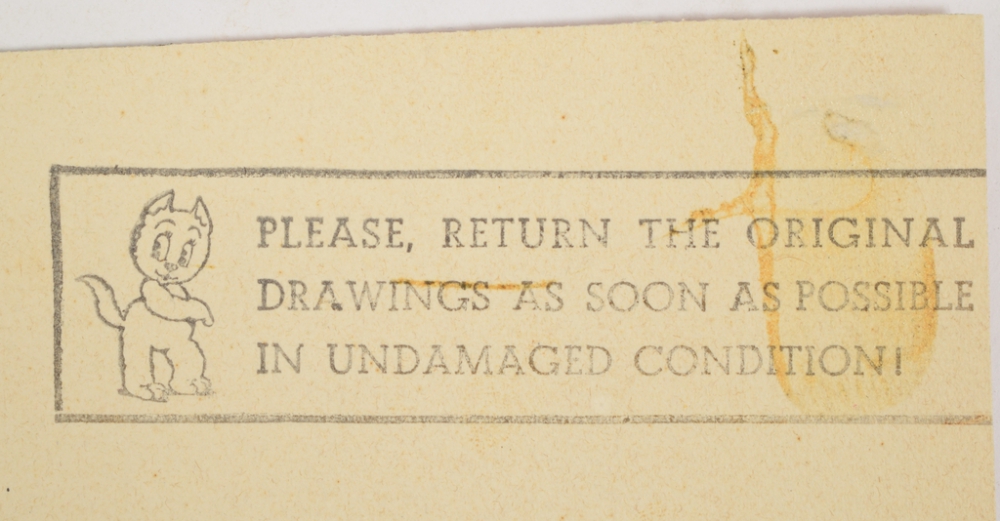 PLEASE, RETURN THE ORIGINAL
DRAWINGS AS SOON AS POSSIBLE
IN UNDAMAGED CONDITION!